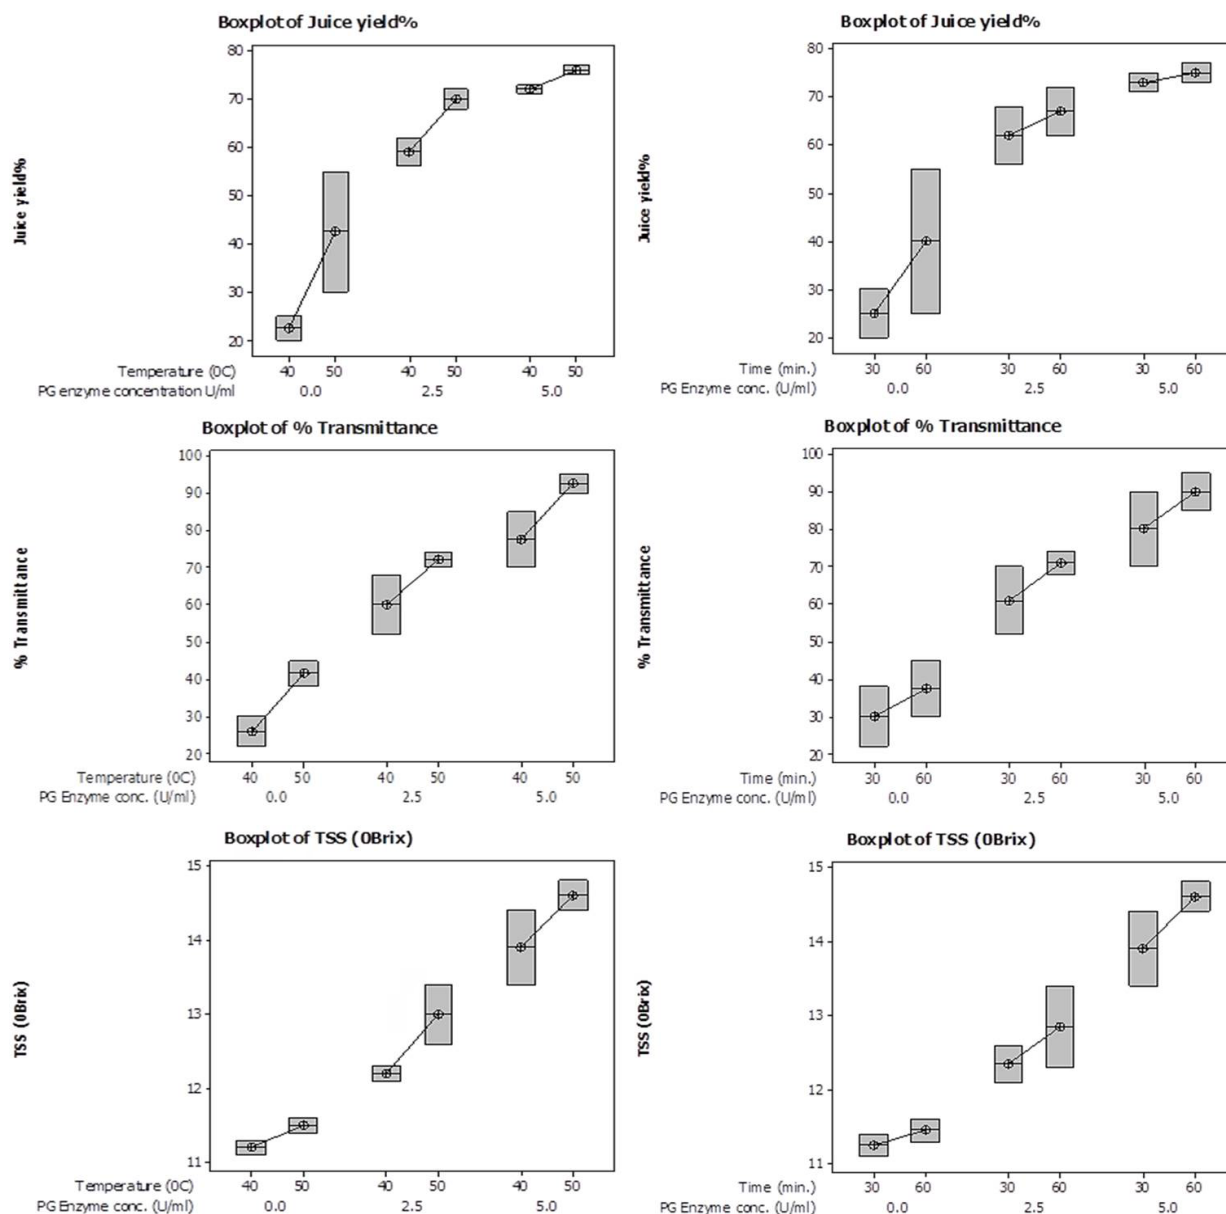 Boxplot of Juice yield%
Juice yield%
80
70
60
50
40
30
20
Temperature (0C) 40 50 40 50 40 50
PG enzyme concentration U/ml 0.0 2.5 5.0
Boxplot of Juice yield%
Juice yield%
80
70
60
50
40
30
20
Time (min.) 30 60 30 60 30 60
PG Enzyme conc. (U/ml) 0.0 2.5 5.0
Boxplot of % Transmittance
% Transmittance
100
90
80
70
60
50
40
30
20
Temperature (0C) 40 50 40 50 40 50
PG Enzyme conc. (U/ml) 0.0 2.5 5.0
Boxplot of % Transmittance
% Transmittance
100
90
80
70
60
50
40
30
20
Time (min.) 30 60 30 60 30 60
PG Enzyme conc. (U/ml) 0.0 2.5 5.0
Boxplot of TSS (0Brix)
TSS (0Brix)
15
14
13
12
11
Temperature (0C) 40 50 40 50 40 50
PG Enzyme conc. (U/ml) 0.0 2.5 5.0
Boxplot of TSS (0Brix)
TSS (0Brix)
15
14
13
12
11
Time (min.) 30 60 30 60 30 60
PG Enzyme conc. (U/ml) 0.0 2.5 5.0